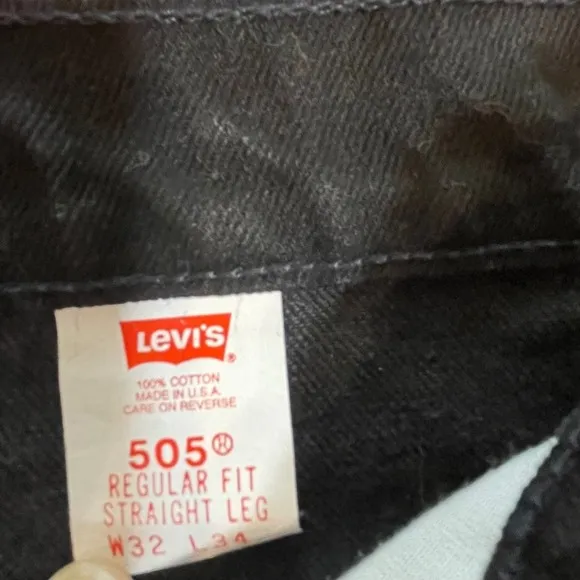 LEVI'S ®
100% COTTON
MADE IN U.S.A.
CARE ON REVERSE
505®
REGULAR FIT
STRAIGHT LEG
W32 L34